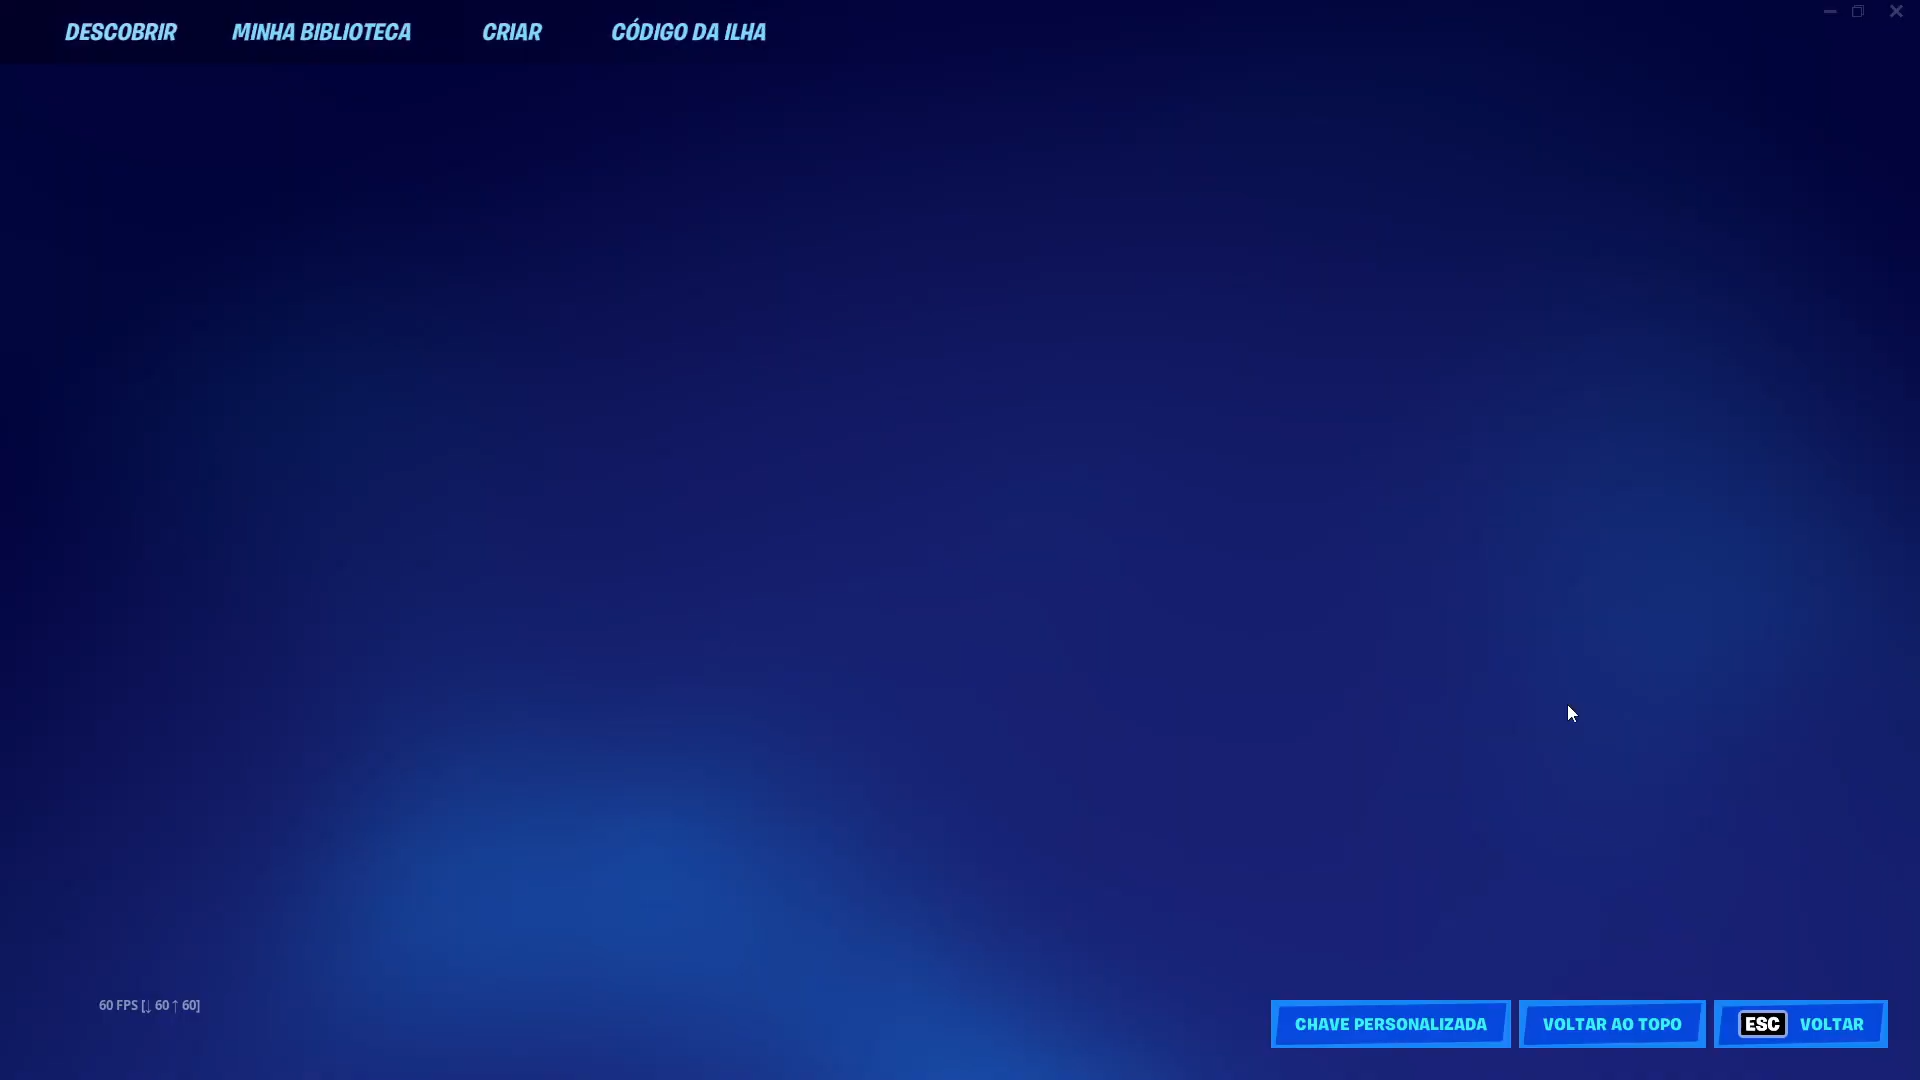 DESCOBRIR MINHA BIBLIOTECA CRIAR CÓDIGO DA ILHA
60 FPS [↓ 60 ↑ 60]
CHAVE PERSONALIZADA VOLTAR AO TOPO ESC VOLTAR